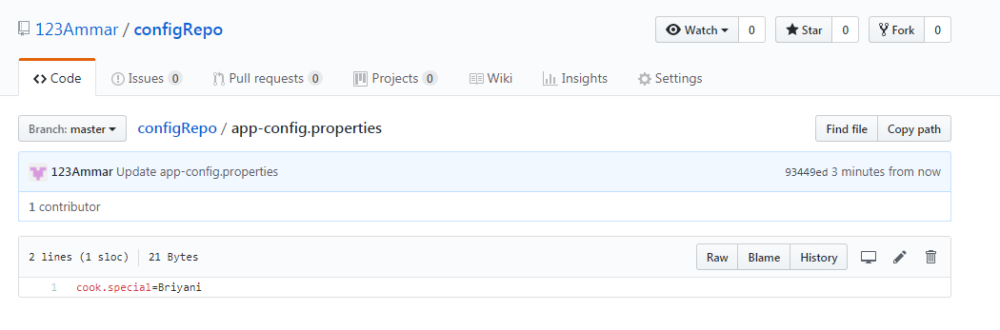 123Ammar / configRepo Watch 0 Star 0 Fork 0
Code Issues 0 Pull requests 0 Projects 0 Wiki Insights Settings
Branch: master configRepo / app-config.properties Find file Copy path
123Ammar Update app-config.properties 93449ed 3 minutes from now
1 contributor
2 lines (1 sloc) 21 Bytes Raw Blame History
1 cook.special=Briyani